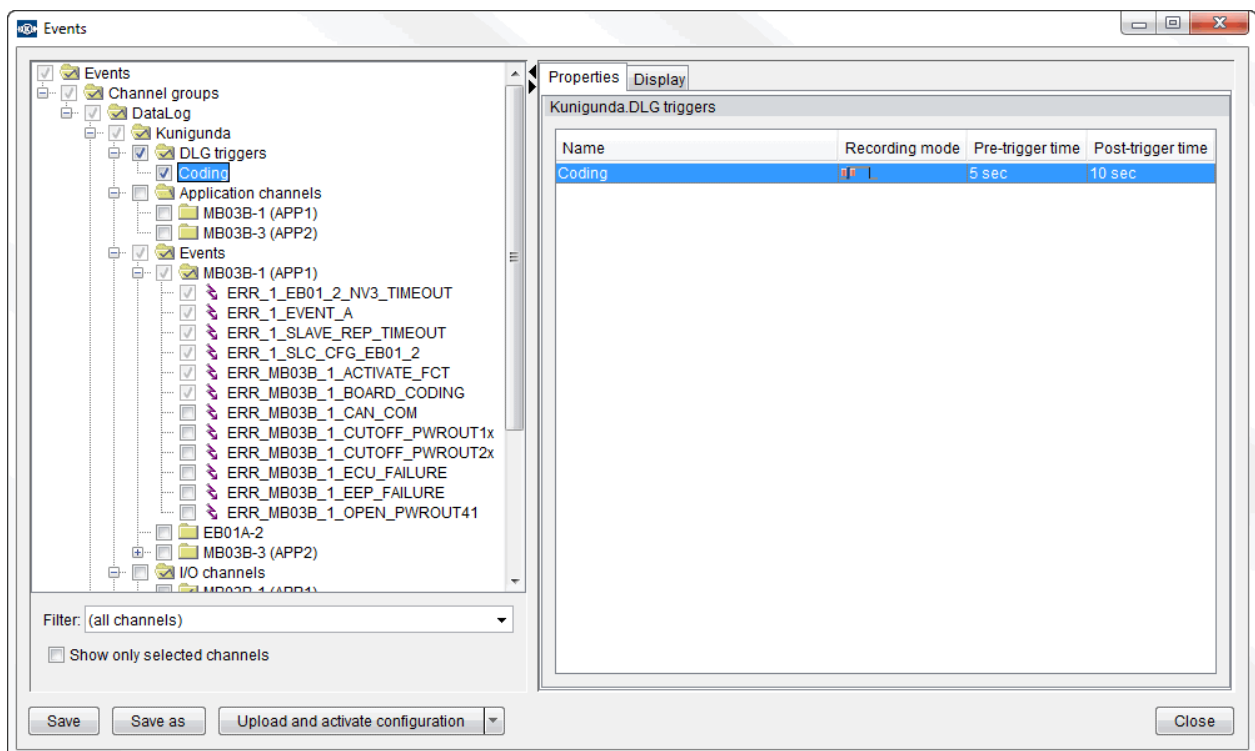 Events
Events
Channel groups
DataLog
Kunigunda
DLG triggers
Coding
Application channels
MB03B-1 (APP1)
MB03B-3 (APP2)
Events
MB03B-1 (APP1)
ERR_1_EB01_2_NV3_TIMEOUT
ERR_1_EVENT_A
ERR_1_SLAVE_REP_TIMEOUT
ERR_1_SLC_CFG_EB01_2
ERR_MB03B_1_ACTIVATE_FCT
ERR_MB03B_1_BOARD_CODING
ERR_MB03B_1_CAN_COM
ERR_MB03B_1_CUTOFF_PWROUT1x
ERR_MB03B_1_CUTOFF_PWROUT2x
ERR_MB03B_1_ECU_FAILURE
ERR_MB03B_1_EEP_FAILURE
ERR_MB03B_1_OPEN_PWROUT41
EB01A-2
MB03B-3 (APP2)
I/O channels
MB03B-1 (APP1)
Filter: (all channels)
Show only selected channels
Properties Display
Kunigunda.DLG triggers
Name Recording mode Pre-trigger time Post-trigger time
Coding 5 sec 10 sec
Save Save as Upload and activate configuration Close